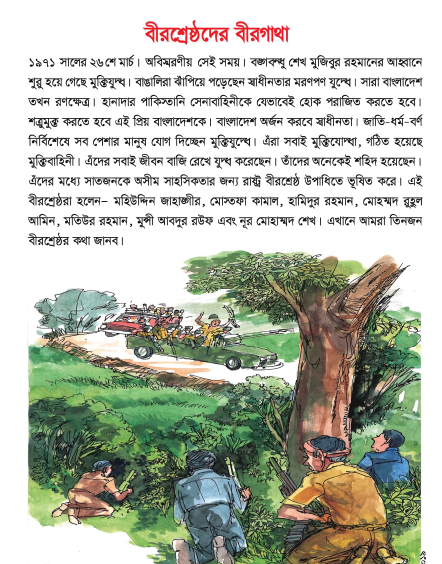 বীরশ্রেষ্ঠদের বীরগাথা
১৯৭১ সালের ২৬শে মার্চ। অবিস্মরণীয় সেই সময়। বঙ্গবন্ধু শেখ মুজিবুর রহমানের আহ্বানে
শুরু হয়ে গেছে মুক্তিযুদ্ধ। বাঙালিরা ঝাঁপিয়ে পড়েছেন স্বাধীনতার মরণপণ যুদ্ধে। সারা বাংলাদেশ
তখন রণক্ষেত্র। হানাদার পাকিস্তানি সেনাবাহিনীকে যেভাবেই হোক পরাজিত করতে হবে।
শত্রুমুক্ত করতে হবে এই প্রিয় বাংলাদেশকে। বাংলাদেশ অর্জন করবে স্বাধীনতা। জাতি-ধর্ম-বর্ণ
নির্বিশেষে সব পেশার মানুষ যোগ দিচ্ছেন মুক্তিযুদ্ধে। এঁরা সবাই মুক্তিযোদ্ধা, গঠিত হয়েছে
মুক্তিবাহিনী। এঁদের সবাই জীবন বাজি রেখে যুদ্ধ করেছেন। তাঁদের অনেকেই শহিদ হয়েছেন।
এঁদের মধ্যে সাতজনকে অসীম সাহসিকতার জন্য রাষ্ট্র বীরশ্রেষ্ঠ উপাধিতে ভূষিত করে। এই
বীরশ্রেষ্ঠরা হলেন– মহিউদ্দিন জাহাঙ্গীর, মোস্তফা কামাল, হামিদুর রহমান, মোহম্মদ রুহুল
আমিন, মতিউর রহমান, মুন্সী আবদুর রউফ এবং নূর মোহাম্মদ শেখ। এখানে আমরা তিনজন
বীরশ্রেষ্ঠর কথা জানব।